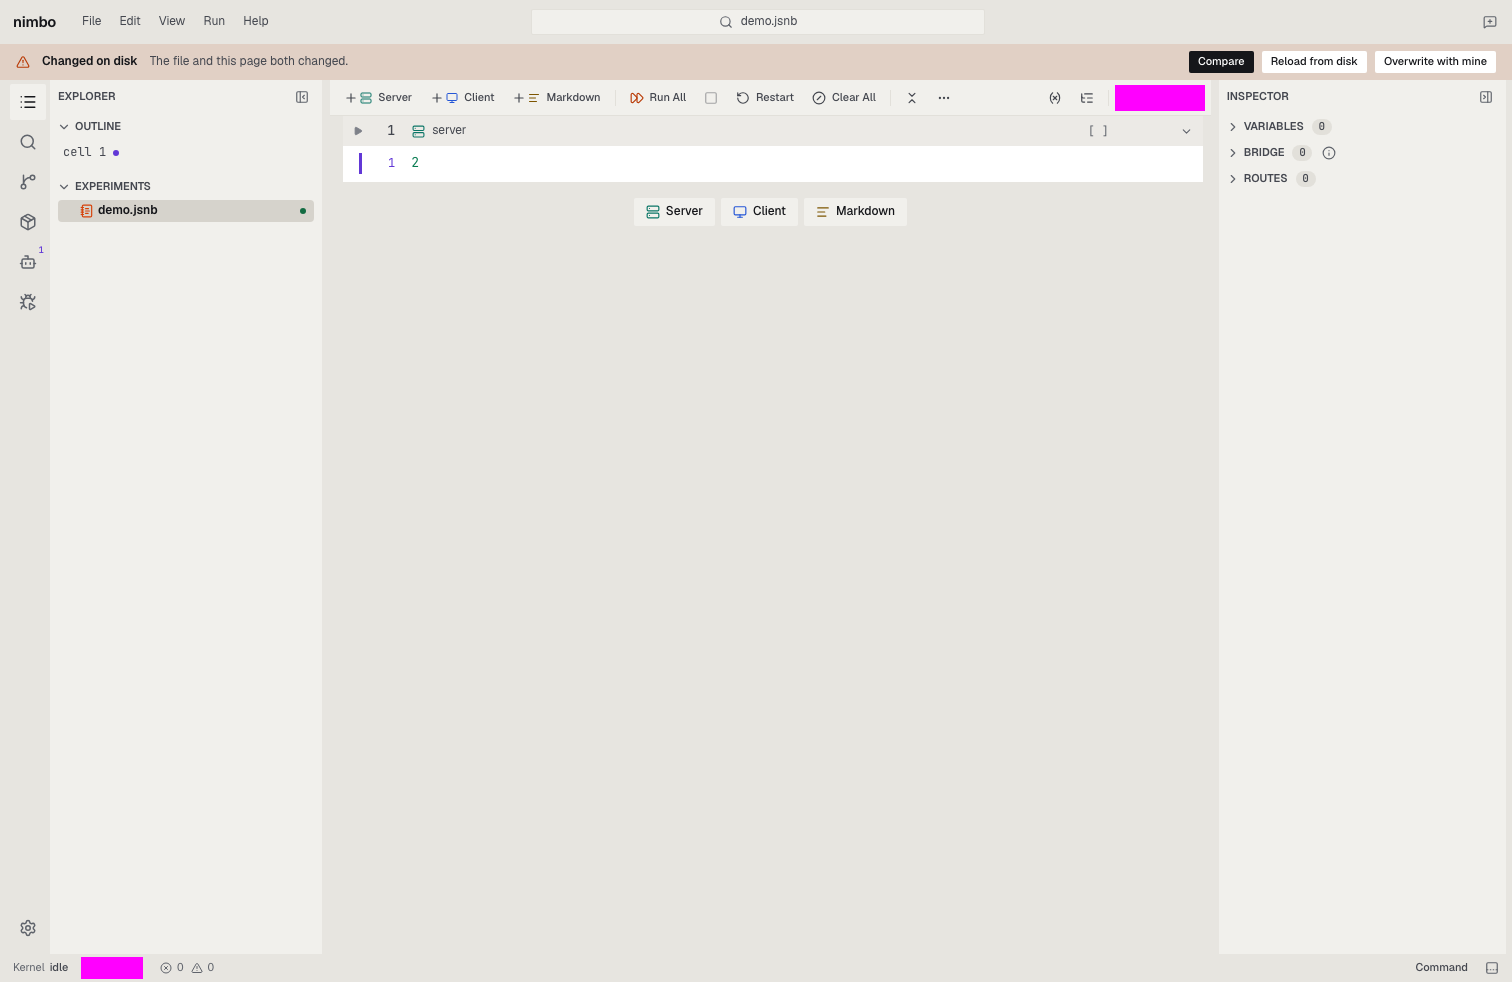 nimbo File Edit View Run Help demo.jsnb
Changed on disk The file and this page both changed. Compare Reload from disk Overwrite with mine
EXPLORER
OUTLINE
cell 1
EXPERIMENTS
demo.jsnb
1
Server Client Markdown Run All Restart Clear All
1 server [ ]
1 2
Server Client Markdown
INSPECTOR
VARIABLES 0
BRIDGE 0
ROUTES 0
Kernel idle 0 0 Command